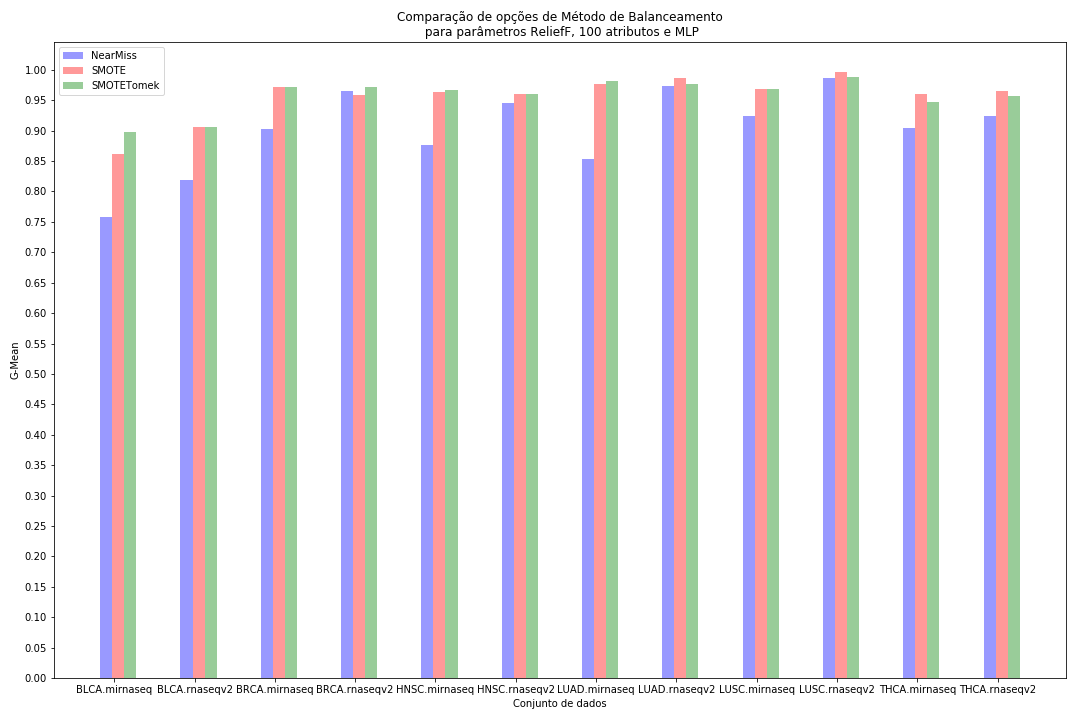 Comparação de opções de Método de Balanceamento
para parâmetros ReliefF, 100 atributos e MLP
NearMiss
SMOTE
SMOTETomek
1.00
0.95
0.90
0.85
0.80
0.75
0.70
0.65
0.60
0.55
0.50
0.45
0.40
0.35
0.30
0.25
0.20
0.15
0.10
0.05
0.00
G-Mean
BLCA.mirnaseq BLCA.rnaseqv2 BRCA.mirnaseq BRCA.rnaseqv2 HNSC.mirnaseq HNSC.rnaseqv2 LUAD.mirnaseq LUAD.rnaseqv2 LUSC.mirnaseq LUSC.rnaseqv2 THCA.mirnaseq THCA.rnaseqv2
Conjunto de dados